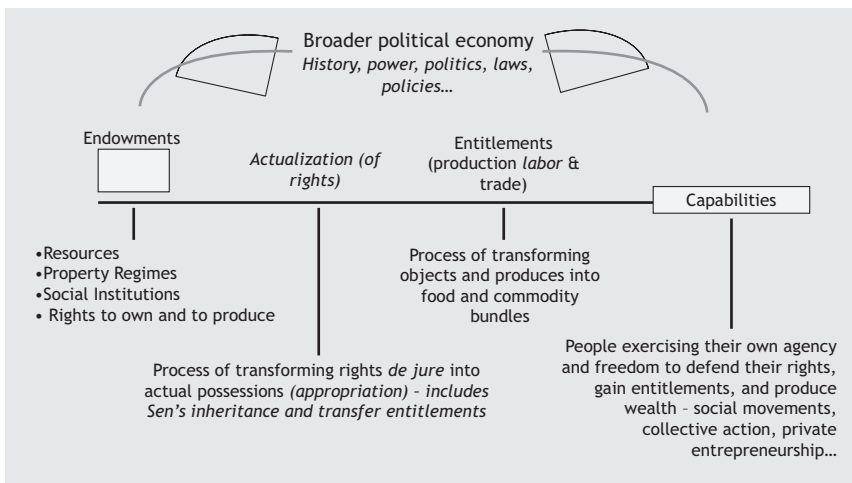 Broader political economy
History, power, politics, laws,
policies…
Endowments
Actualization (of
rights)
Entitlements
(production labor &
trade)
Capabilities
•Resources
•Property Regimes
•Social Institutions
• Rights to own and to produce
Process of transforming
objects and produces into
food and commodity
bundles
Process of transforming rights de jure into
actual possessions (appropriation) – includes
Sen’s inheritance and transfer entitlements
People exercising their own agency
and freedom to defend their rights,
gain entitlements, and produce
wealth – social movements,
collective action, private
entrepreneurship…